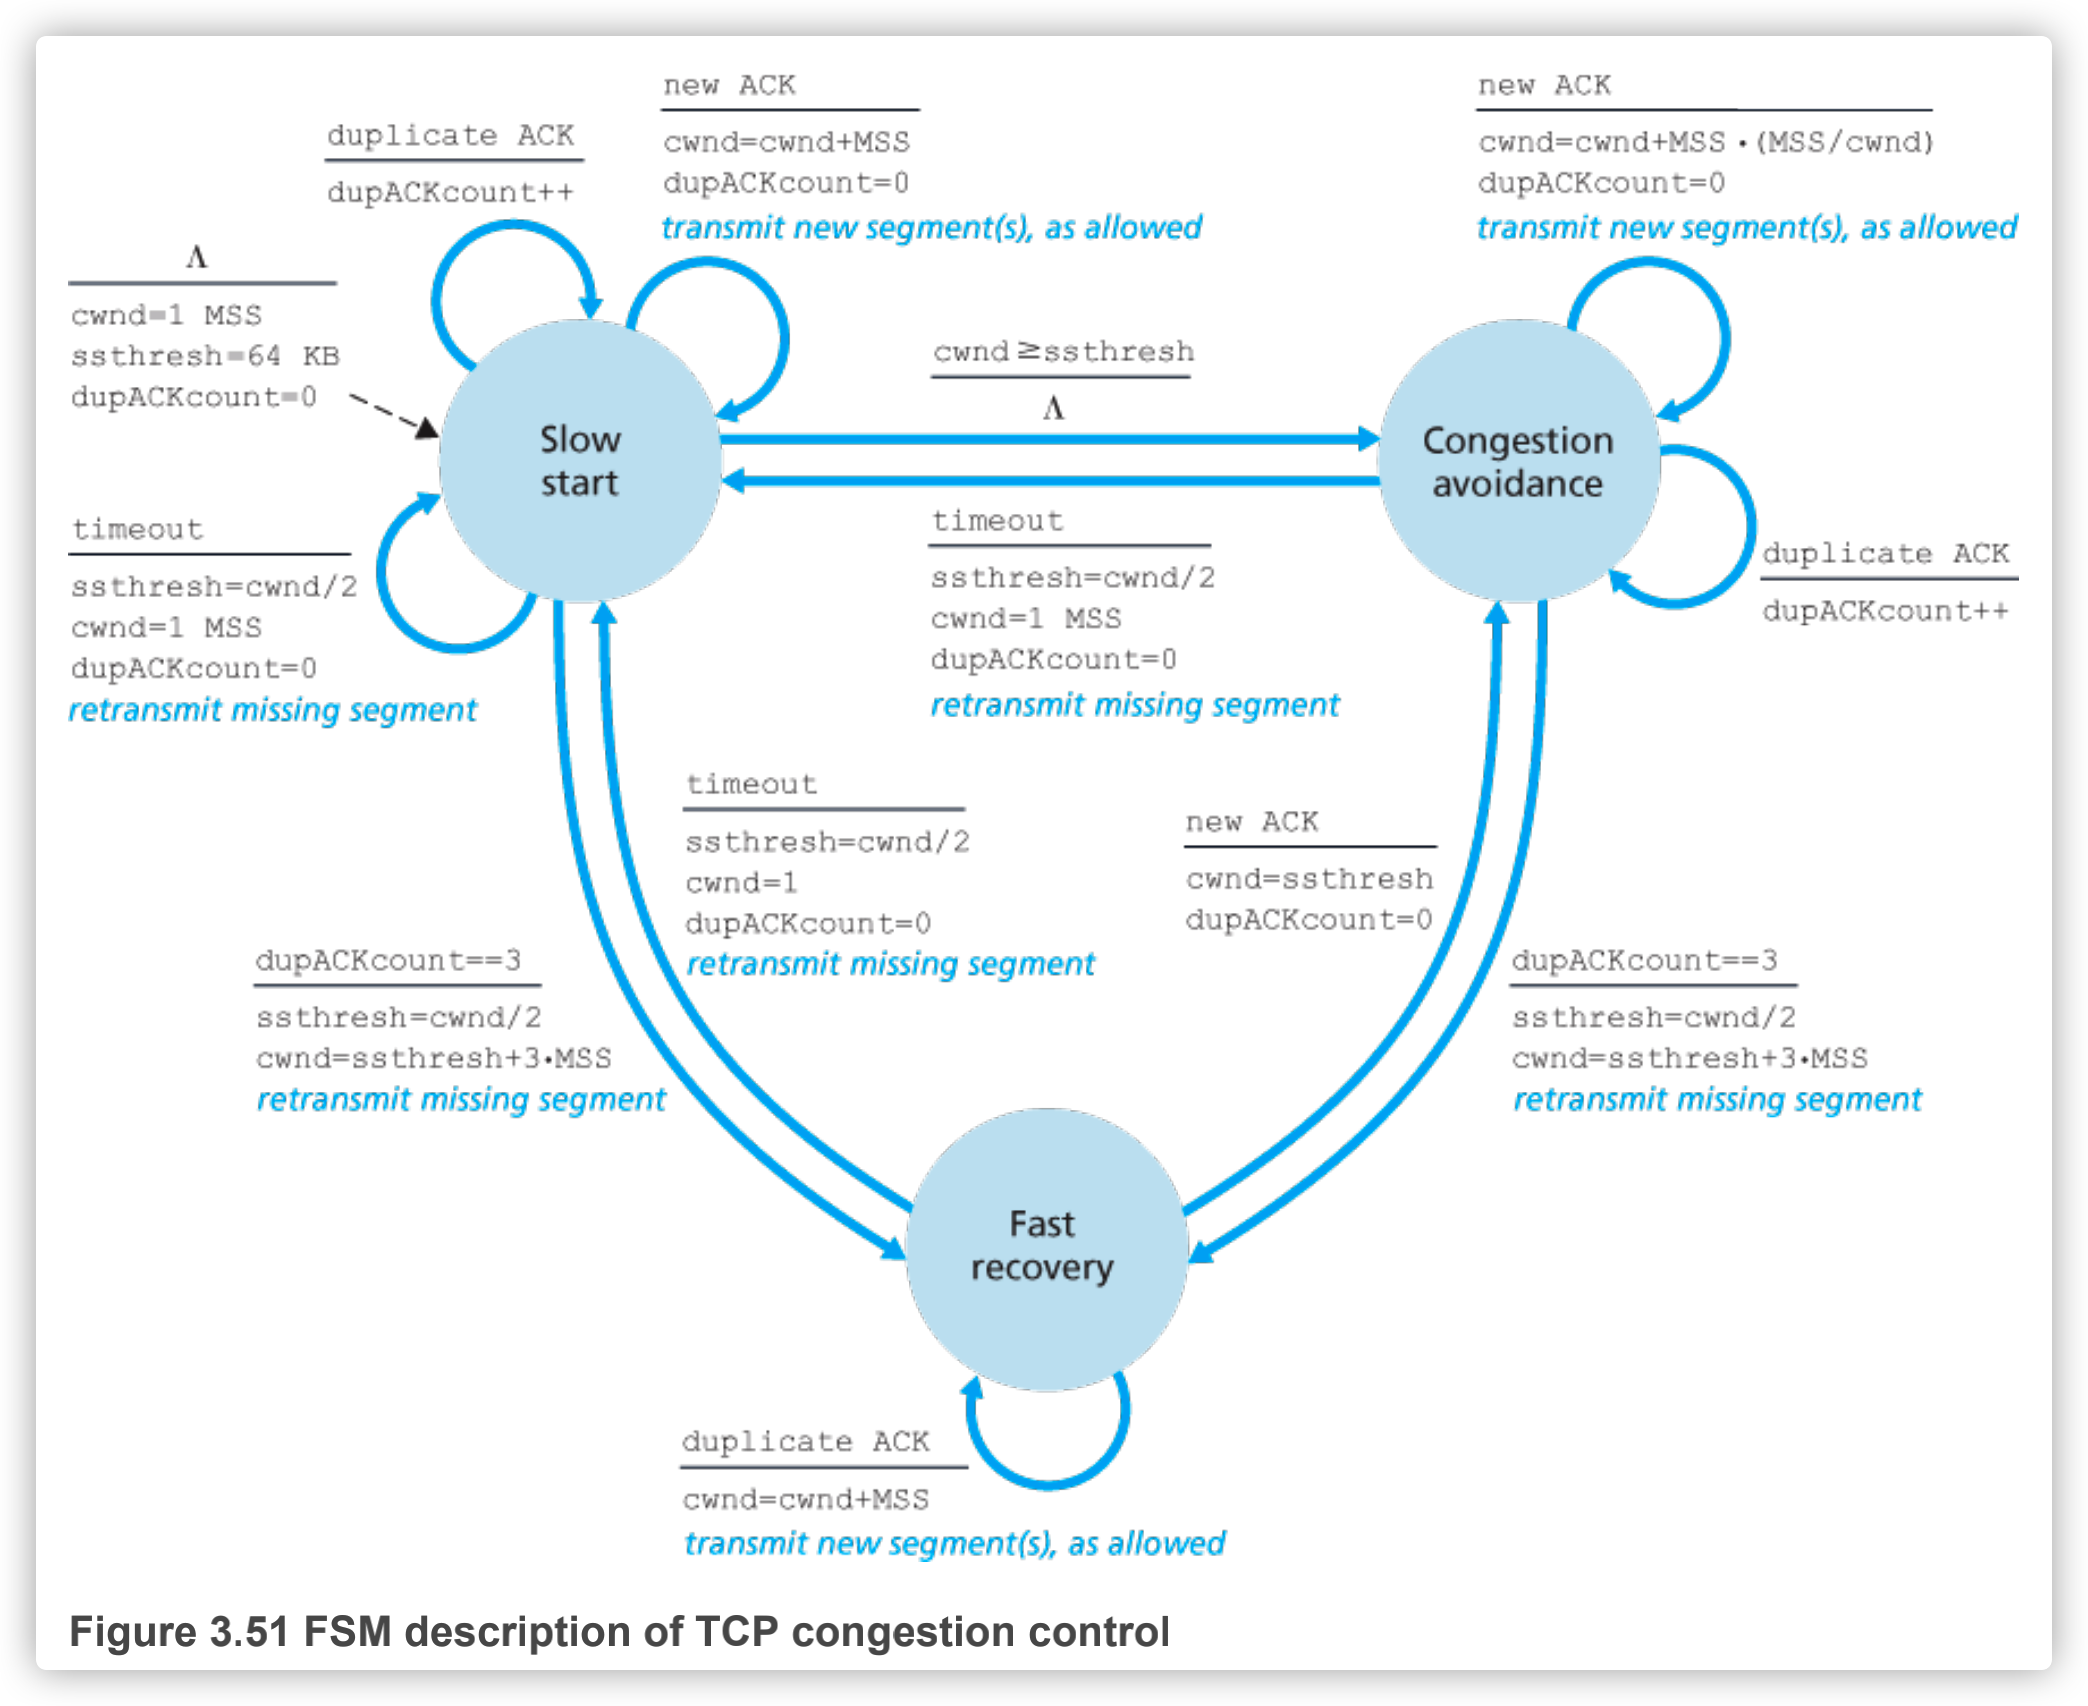 new ACK
cwnd=cwnd+MSS
dupACKcount=0
transmit new segment(s), as allowed
new ACK
cwnd=cwnd+MSS•(MSS/cwnd)
dupACKcount=0
transmit new segment(s), as allowed
duplicate ACK
dupACKcount++
Λ
cwnd=1 MSS
ssthresh=64 KB
dupACKcount=0
cwnd≥ssthresh
Λ
Slow
start
Congestion
avoidance
timeout
ssthresh=cwnd/2
cwnd=1 MSS
dupACKcount=0
retransmit missing segment
timeout
ssthresh=cwnd/2
cwnd=1 MSS
dupACKcount=0
retransmit missing segment
duplicate ACK
dupACKcount++
timeout
ssthresh=cwnd/2
cwnd=1
dupACKcount=0
retransmit missing segment
new ACK
cwnd=ssthresh
dupACKcount=0
dupACKcount==3
ssthresh=cwnd/2
cwnd=ssthresh+3•MSS
retransmit missing segment
dupACKcount==3
ssthresh=cwnd/2
cwnd=ssthresh+3•MSS
retransmit missing segment
Fast
recovery
duplicate ACK
cwnd=cwnd+MSS
transmit new segment(s), as allowed
Figure 3.51 FSM description of TCP congestion control